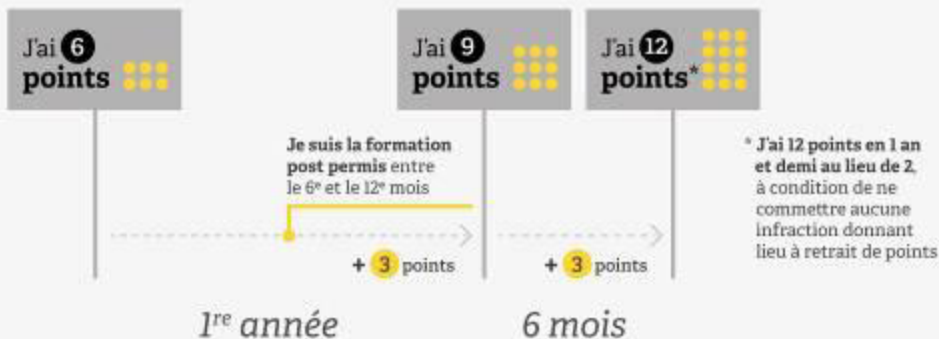 J'ai 6
points
J'ai 9
points
J'ai 12
points*
Je suis la formation
post permis entre
le 6e et le 12e mois
* J'ai 12 points en 1 an
et demi au lieu de 2,
à condition de ne
commettre aucune
infraction donnant
lieu à retrait de points
+ 3 points
+ 3 points
1re année
6 mois